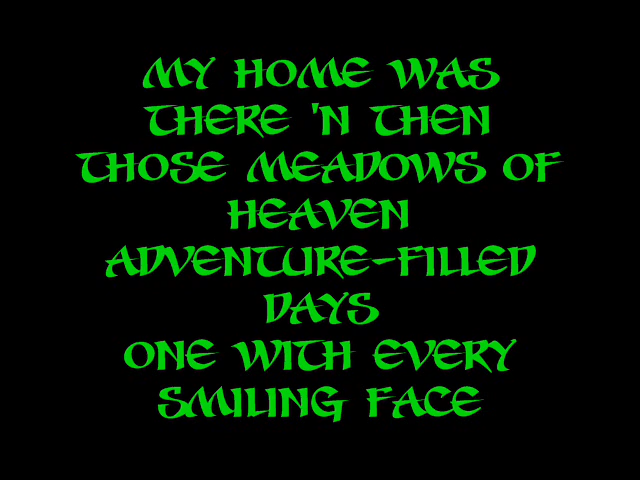 MY HOME WAS
THERE 'N THEN
THOSE MEADOWS OF
HEAVEN
ADVENTURE-FILLED
DAYS
ONE WITH EVERY
SMILING FACE